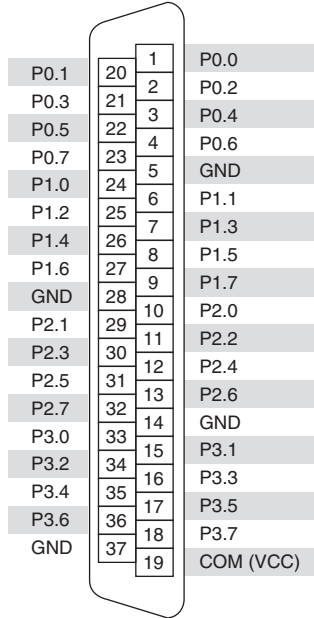 1 P0.0
P0.1 20
2 P0.2
P0.3 21
3 P0.4
P0.5 22
4 P0.6
P0.7 23
5 GND
P1.0 24
6 P1.1
P1.2 25
7 P1.3
P1.4 26
8 P1.5
P1.6 27
9 P1.7
GND 28
10 P2.0
P2.1 29
11 P2.2
P2.3 30
12 P2.4
P2.5 31
13 P2.6
P2.7 32
14 GND
P3.0 33
15 P3.1
P3.2 34
16 P3.3
P3.4 35
17 P3.5
P3.6 36
18 P3.7
GND 37
19 COM (VCC)